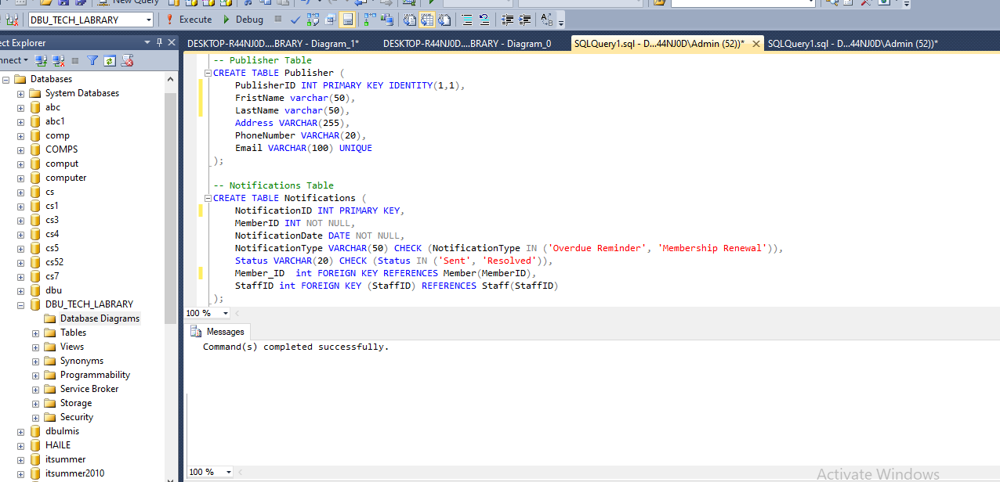 New Query
DBU_TECH_LABRARY
Execute
Debug
ect Explorer
DESKTOP-R44NJ0D....BRARY - Diagram_1*
DESKTOP-R44NJ0D....BRARY - Diagram_0
SQLQuery1.sql - D...44NJ0D\Admin (52))*
SQLQuery1.sql - D...44NJ0D\Admin (52))*
nnect
Databases
System Databases
abc
abc1
comp
COMPS
comput
computer
cs
cs1
cs3
cs4
cs5
cs52
cs7
dbu
DBU_TECH_LABRARY
Database Diagrams
Tables
Views
Synonyms
Programmability
Service Broker
Storage
Security
dbulmis
HAILE
itsummer
itsummer2010
-- Publisher Table
CREATE TABLE Publisher (
PublisherID INT PRIMARY KEY IDENTITY(1,1),
FristName varchar(50),
LastName varchar(50),
Address VARCHAR(255),
PhoneNumber VARCHAR(20),
Email VARCHAR(100) UNIQUE
);
-- Notifications Table
CREATE TABLE Notifications (
NotificationID INT PRIMARY KEY,
MemberID INT NOT NULL,
NotificationDate DATE NOT NULL,
NotificationType VARCHAR(50) CHECK (NotificationType IN ('Overdue Reminder', 'Membership Renewal')),
Status VARCHAR(20) CHECK (Status IN ('Sent', 'Resolved')),
Member_ID  int FOREIGN KEY REFERENCES Member(MemberID),
StaffID int FOREIGN KEY (StaffID) REFERENCES Staff(StaffID)
);
100 %
Messages
Command(s) completed successfully.
100 %
Activate Windows